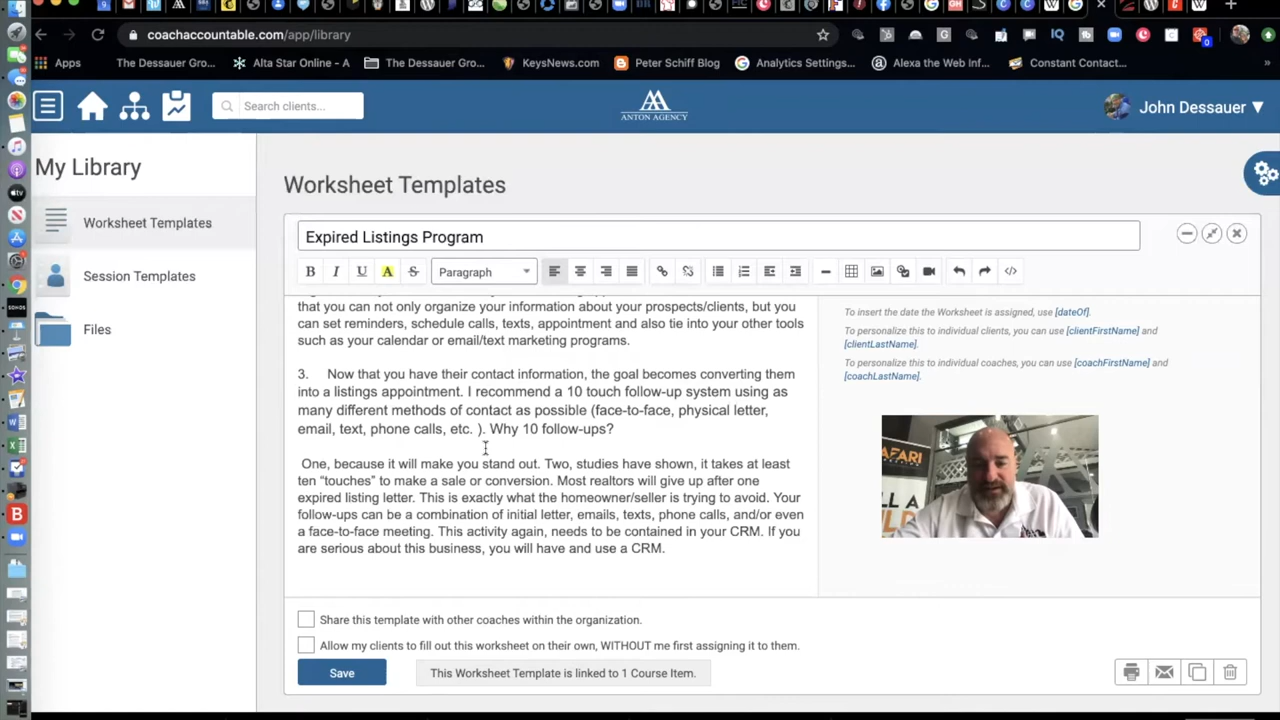 coachaccountable.com/app/library
Apps
The Dessauer Gro...
Alta Star Online - A
The Dessauer Gro...
KeysNews.com
Peter Schiff Blog
Analytics Settings...
Alexa the Web Inf...
Constant Contact...
»
Search clients...
ANTON AGENCY
John Dessauer ▼
My Library
Worksheet Templates
Session Templates
Files
Worksheet Templates
Expired Listings Program
B I U A S Paragraph
that you can not only organize your information about your prospects/clients, but you
can set reminders, schedule calls, texts, appointment and also tie into your other tools
such as your calendar or email/text marketing programs.
3. Now that you have their contact information, the goal becomes converting them
into a listings appointment. I recommend a 10 touch follow-up system using as
many different methods of contact as possible (face-to-face, physical letter,
email, text, phone calls, etc. ). Why 10 follow-ups?
One, because it will make you stand out. Two, studies have shown, it takes at least
ten “touches” to make a sale or conversion. Most realtors will give up after one
expired listing letter. This is exactly what the homeowner/seller is trying to avoid. Your
follow-ups can be a combination of initial letter, emails, texts, phone calls, and/or even
a face-to-face meeting. This activity again, needs to be contained in your CRM. If you
are serious about this business, you will have and use a CRM.
To insert the date the Worksheet is assigned, use [dateOf].
To personalize this to individual clients, you can use [clientFirstName] and
[clientLastName].
To personalize this to individual coaches, you can use [coachFirstName] and
[coachLastName].
AFARI
Share this template with other coaches within the organization.
Allow my clients to fill out this worksheet on their own, WITHOUT me first assigning it to them.
Save
This Worksheet Template is linked to 1 Course Item.